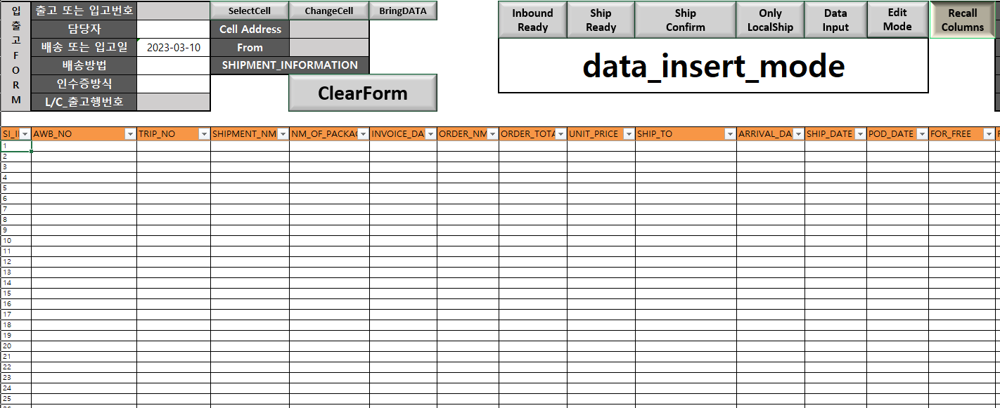 입
출
고
F
O
R
M
출고 또는 입고번호
담당자
배송 또는 입고일 2023-03-10
배송방법
인수증방식
L/C_출고행번호
SelectCell ChangeCell BringDATA
Cell Address
From
SHIPMENT_INFORMATION
ClearForm
Inbound
Ready
Ship
Ready
Ship
Confirm
Only
LocalShip
Data
Input
Edit
Mode
Recall
Columns
data_insert_mode
AWB_NO TRIP_NO SHIPMENT_NM NM_OF_PACKAG INVOICE_DA ORDER_NM ORDER_TOTA UNIT_PRICE SHIP_TO ARRIVAL_DA SHIP_DATE POD_DATE FOR_FREE
1
2
3
4
5
6
7
8
9
10
11
12
13
14
15
16
17
18
19
20
21
22
23
24
25